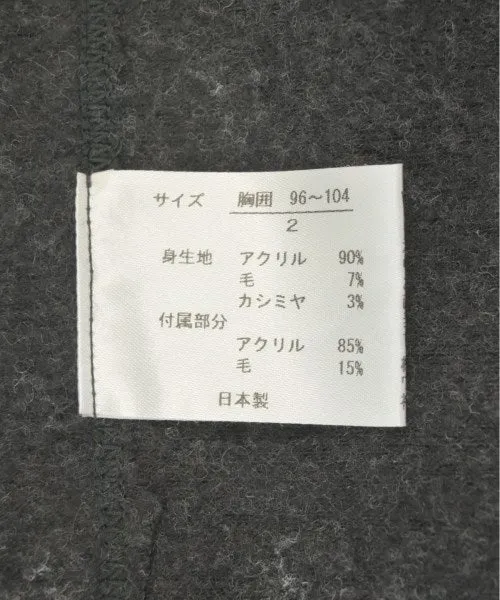 サイズ 胸囲 96～104
2
身生地 アクリル 90%
毛 7%
カシミヤ 3%
付属部分
アクリル 85%
毛 15%
日本製